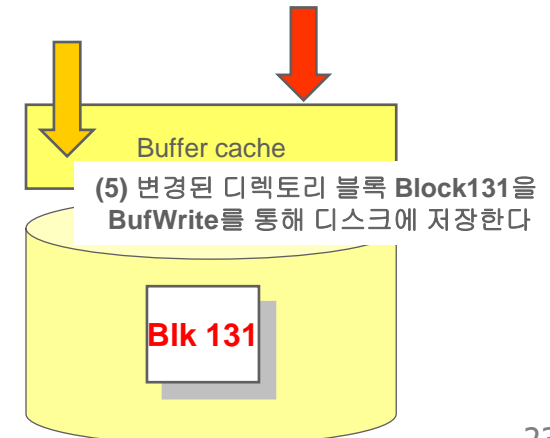 Buffer cache
(5) 변경된 디렉토리 블록 Block131을
BufWrite를 통해 디스크에 저장한다
Blk 131